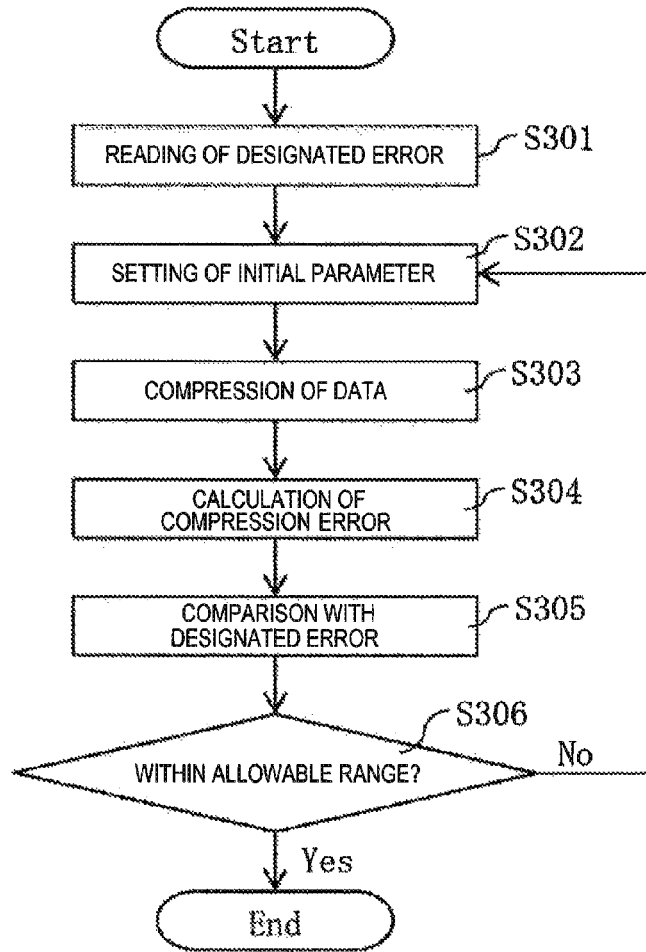 Start
READING OF DESIGNATED ERROR
S301
SETTING OF INITIAL PARAMETER
S302
COMPRESSION OF DATA
S303
CALCULATION OF
COMPRESSION ERROR
S304
COMPARISON WITH
DESIGNATED ERROR
S305
WITHIN ALLOWABLE RANGE?
S306
No
Yes
End